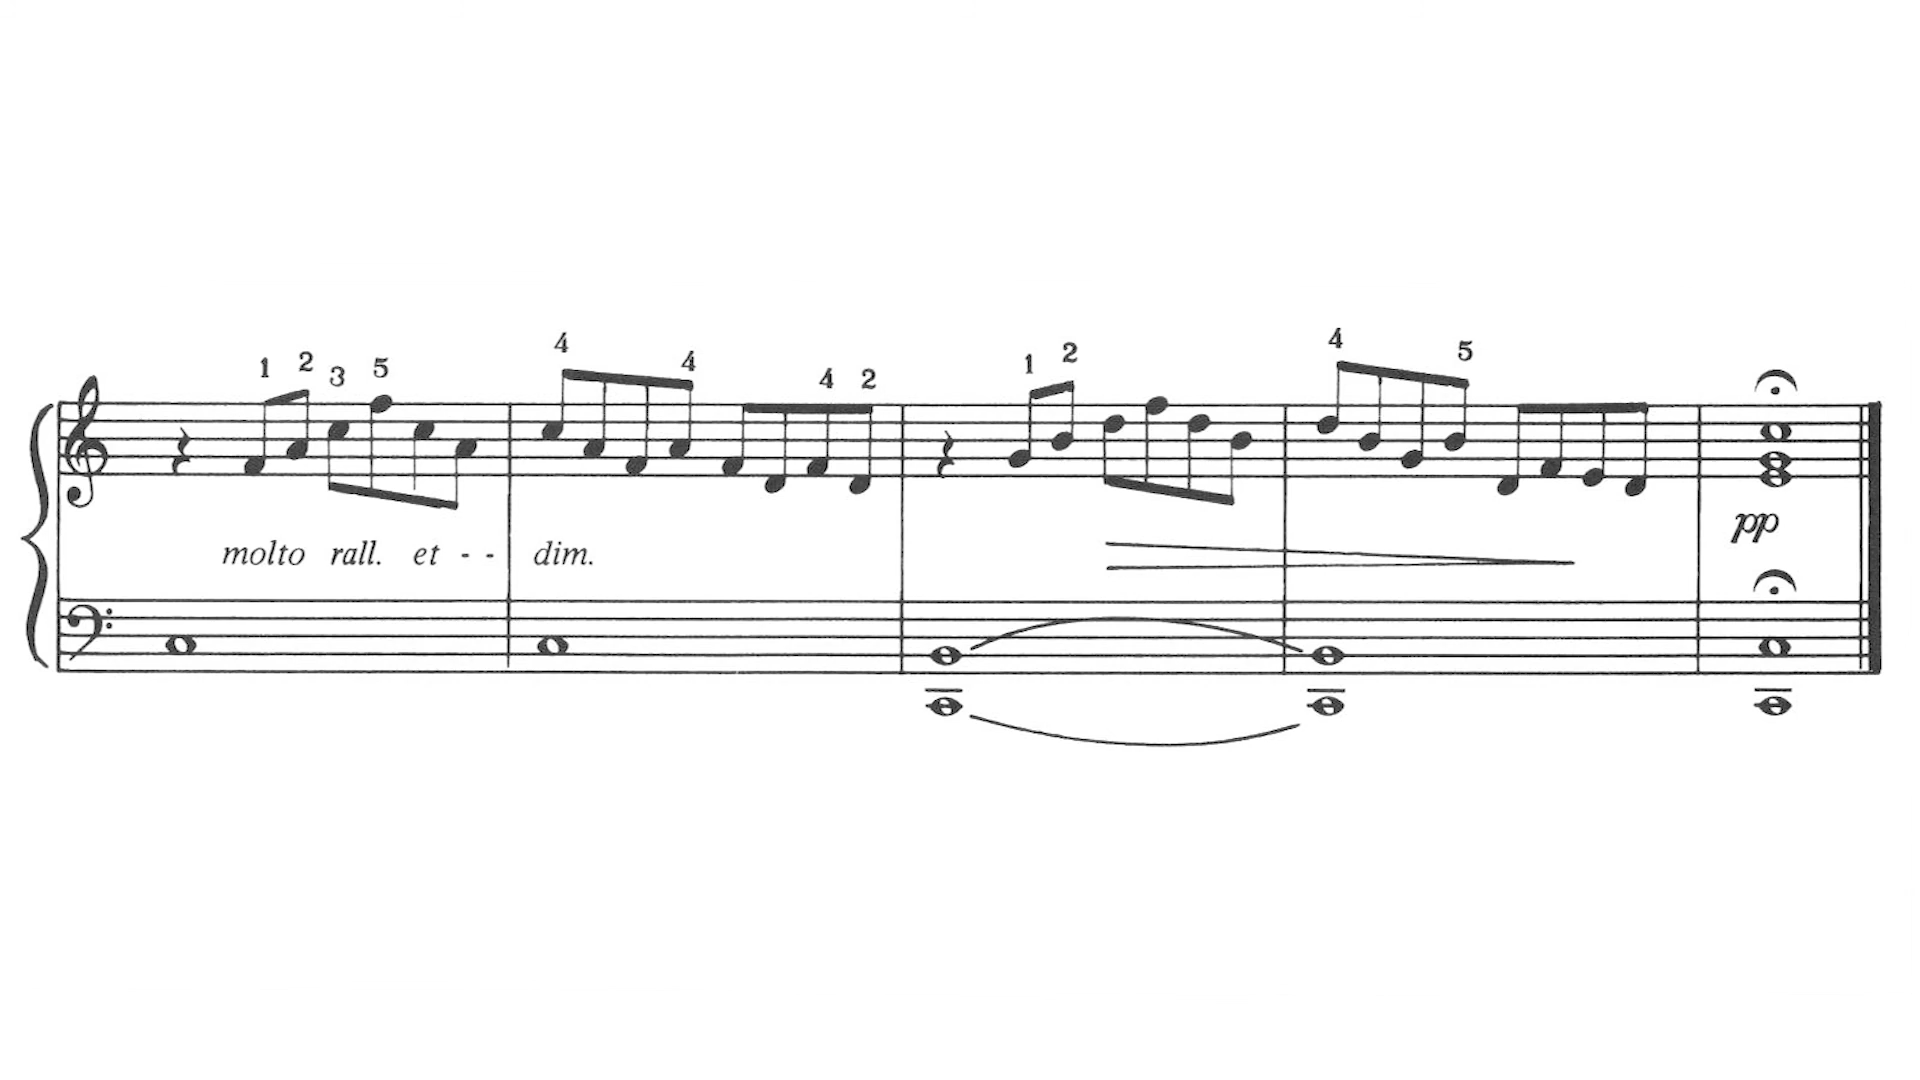 1 2 3 5 4 4 4 2 1 2 4 5
molto rall. et - - dim.
pp